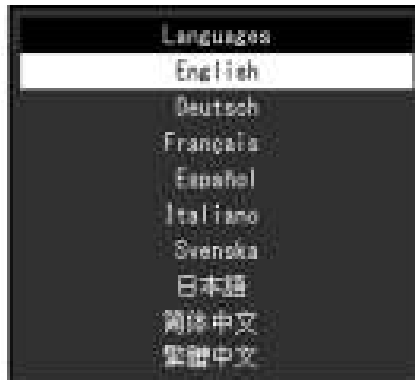 Languages
English
Deutsch
Français
Español
Italiano
Svenska
日本語
简体中文
繁體中文